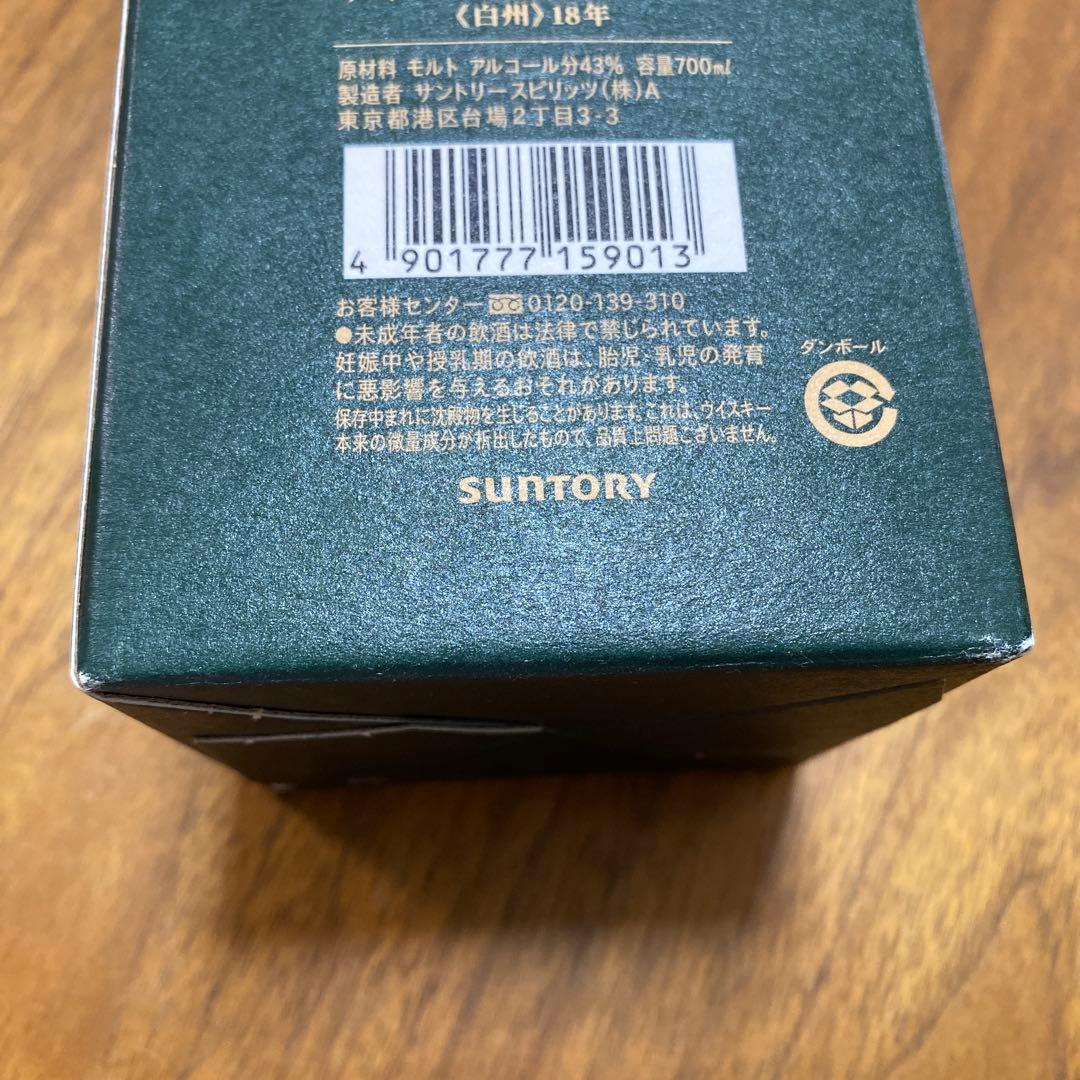 《白州》18年
原材料 モルト アルコール分43% 容量700ml
製造者 サントリースピリッツ(株)A
東京都港区台場2丁目3-3
4 901777 159013
お客様センター 0120-139-310
●未成年者の飲酒は法律で禁じられています。
妊娠中や授乳期の飲酒は、胎児・乳児の発育
に悪影響を与えるおそれがあります。
保存中まれに沈殿物を生じることがあります。これは、ウイスキー
本来の微量成分が析出したもので、品質上問題ございません。
ダンボール
SUNTORY